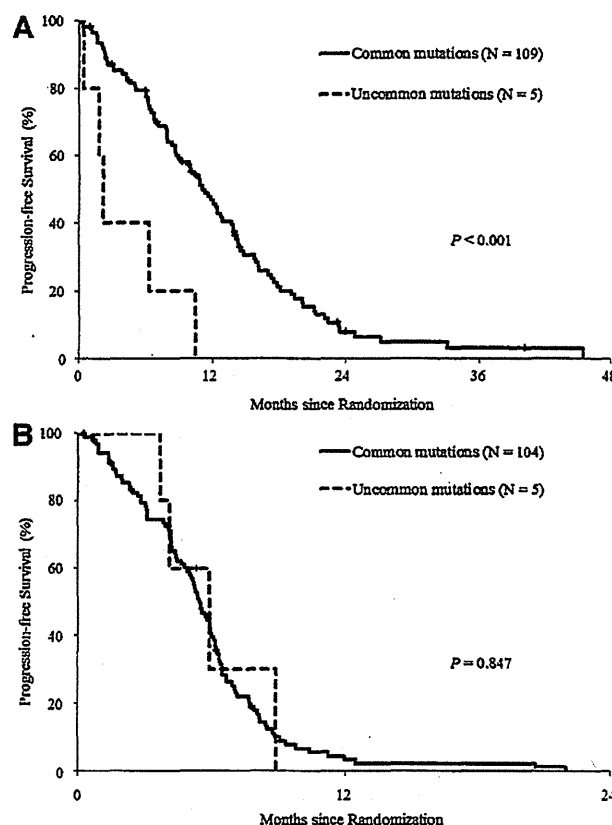 A
100
80
60
40
20
0
Progression-free Survival (%)
Common mutations (N = 109)
Uncommon mutations (N = 5)
P < 0.001
0 12 24 36 48
Months since Randomization
B
100
80
60
40
20
0
Progression-free Survival (%)
Common mutations (N = 104)
Uncommon mutations (N = 5)
P = 0.847
0 12
Months since Randomization